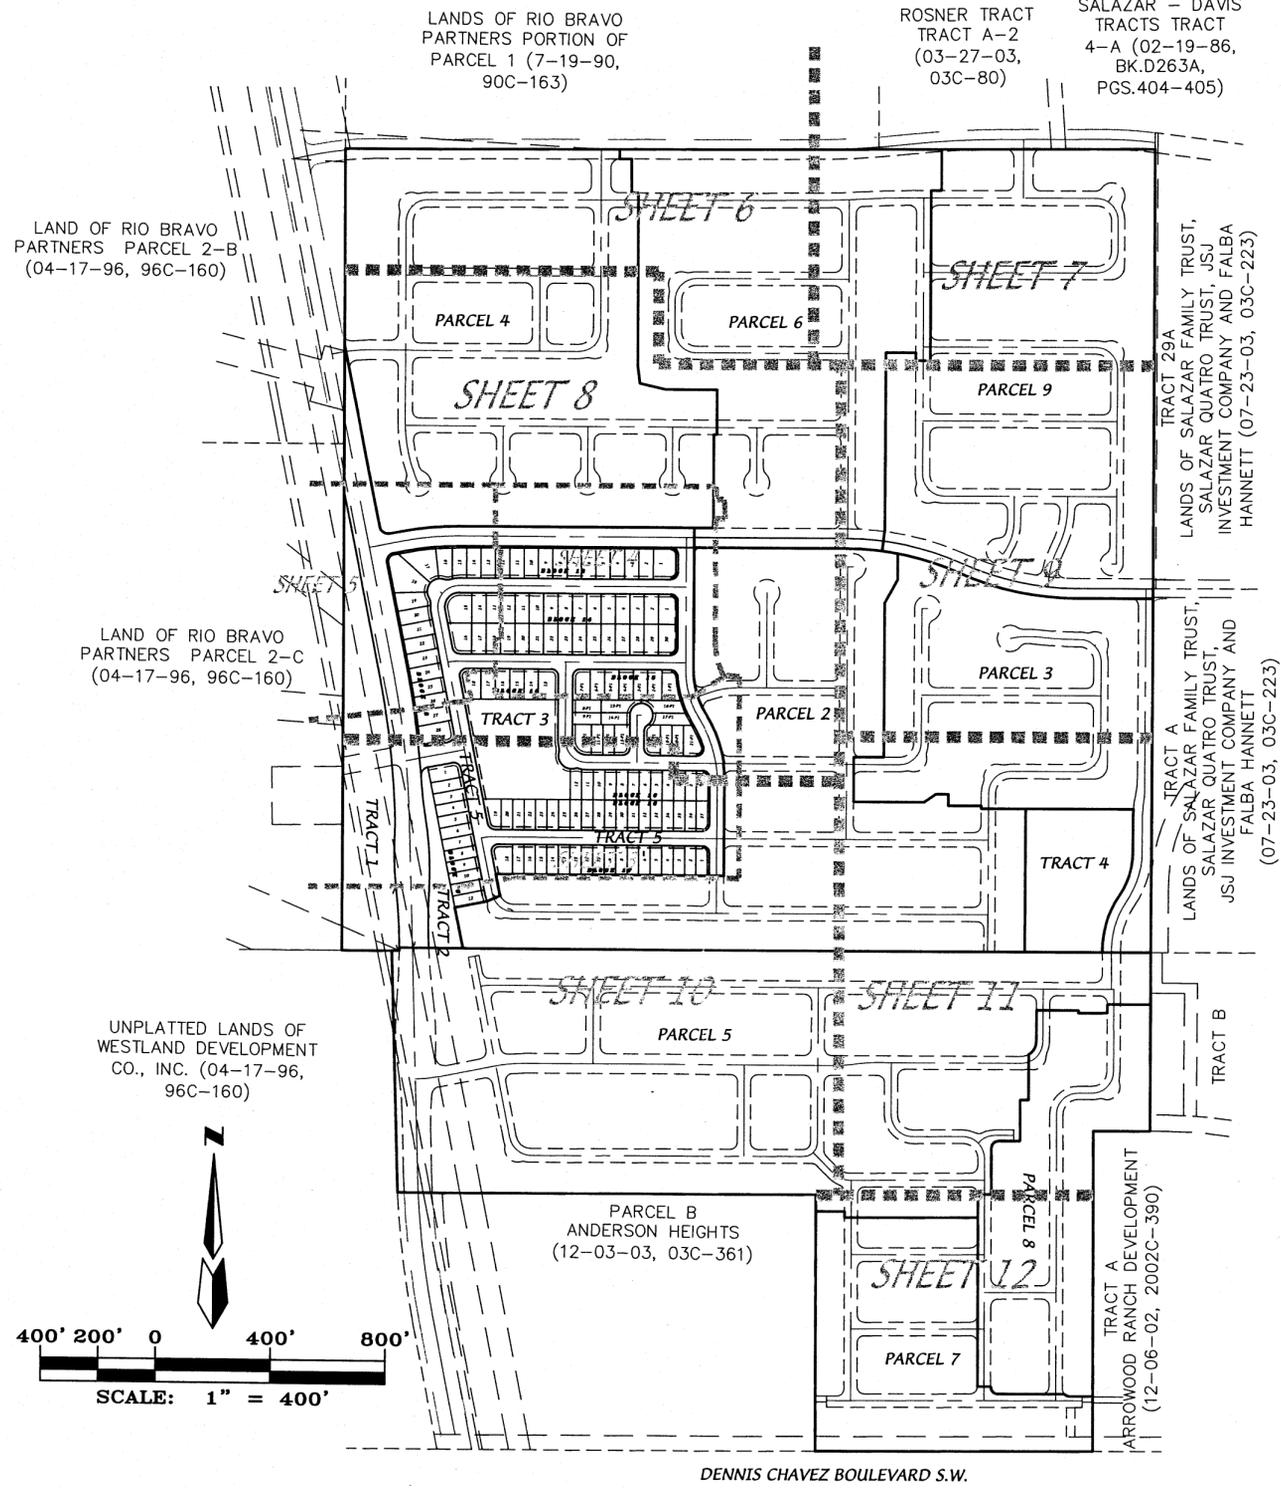 LANDS OF RIO BRAVO
PARTNERS PORTION OF
PARCEL 1 (7-19-90,
90C-163)
ROSNER TRACT
TRACT A-2
(03-27-03,
03C-80)
SALAZAR - DAVIS
TRACTS TRACT
4-A (02-19-86,
BK.D263A,
PGS.404-405)
LAND OF RIO BRAVO
PARTNERS PARCEL 2-B
(04-17-96, 96C-160)
SHEET 6
SHEET 7
PARCEL 4
PARCEL 6
PARCEL 9
SHEET 8
TRACT 29A
LANDS OF SALAZAR FAMILY TRUST,
SALAZAR QUATRO TRUST, JSJ
INVESTMENT COMPANY AND FALBA
HANNETT (07-23-03, 03C-223)
SHEET 5
SHEET 4
SHEET 9
LAND OF RIO BRAVO
PARTNERS PARCEL 2-C
(04-17-96, 96C-160)
TRACT 3
PARCEL 2
PARCEL 3
TRACT A
LANDS OF SALAZAR FAMILY TRUST,
SALAZAR QUATRO TRUST,
JSJ INVESTMENT COMPANY AND
FALBA HANNETT
(07-23-03, 03C-223)
TRACT 1
TRACT 5
TRACT 5
TRACT 4
TRACT 2
SHEET 10
SHEET 11
PARCEL 5
TRACT B
UNPLATTED LANDS OF
WESTLAND DEVELOPMENT
CO., INC. (04-17-96,
96C-160)
N
PARCEL B
ANDERSON HEIGHTS
(12-03-03, 03C-361)
PARCEL 8
SHEET 12
PARCEL 7
TRACT A
ARROWOOD RANCH DEVELOPMENT
(12-06-02, 2002C-390)
400' 200' 0 400' 800'
SCALE: 1" = 400'
DENNIS CHAVEZ BOULEVARD S.W.